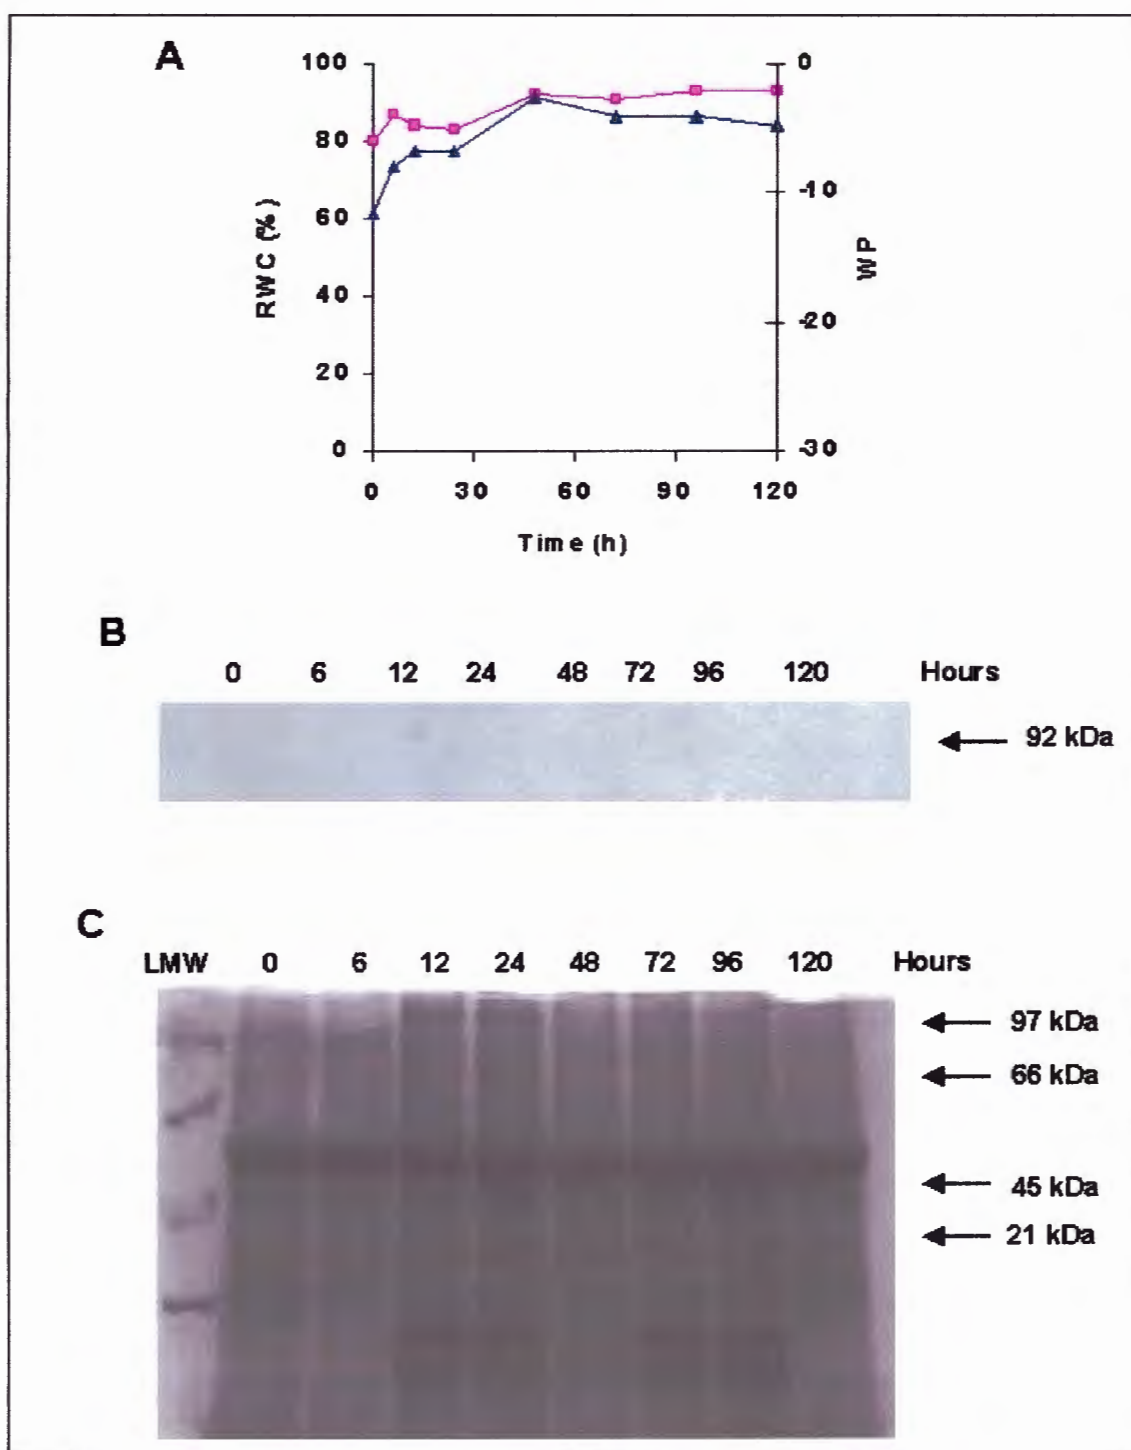 A
100
80
60
40
20
0
RWC (%)
0
-10
-20
-30
WP
0 30 60 90 120
Time (h)
B
0 6 12 24 48 72 96 120 Hours
92 kDa
C
LMW 0 6 12 24 48 72 96 120 Hours
97 kDa
66 kDa
45 kDa
21 kDa